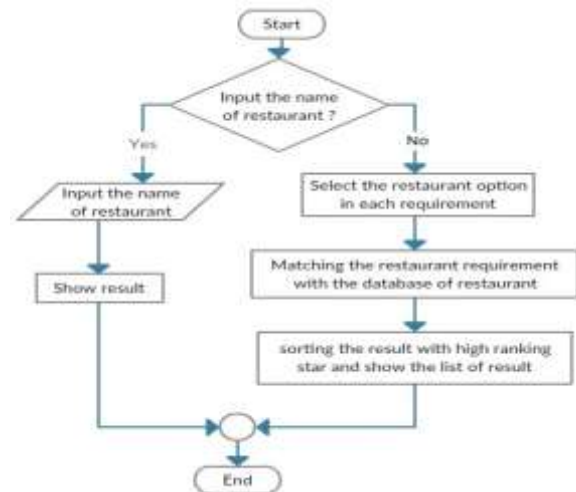 Start
Input the name
of restaurant ?
Yes
No
Input the name
of restaurant
Select the restaurant option
in each requirement
Show result
Matching the restaurant requirement
with the database of restaurant
sorting the result with high ranking
star and show the list of result
End